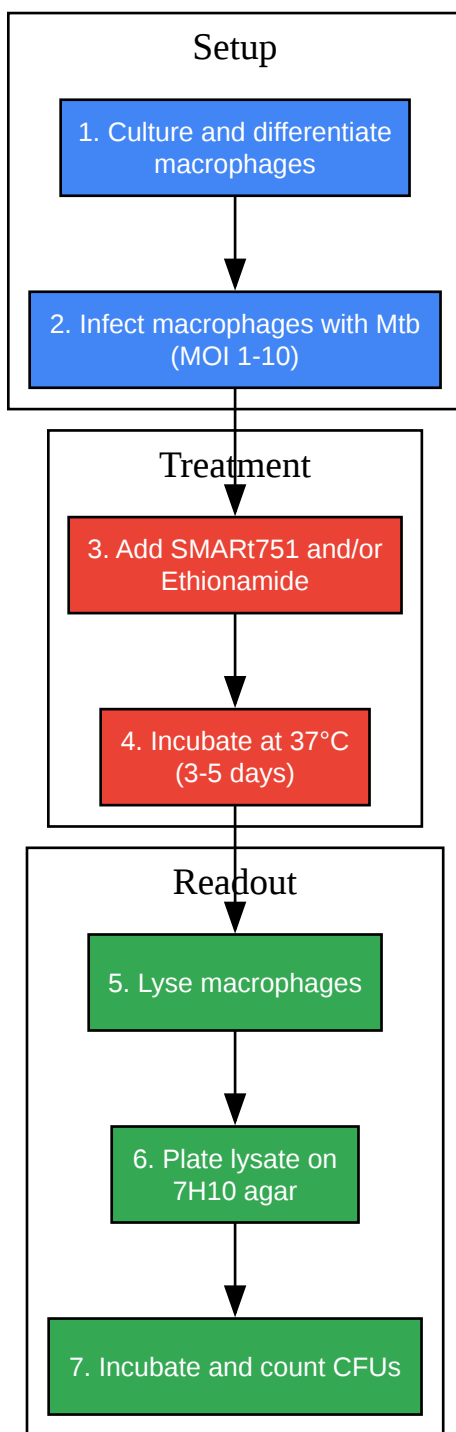 Setup
1. Culture and differentiate
macrophages
2. Infect macrophages with Mtb
(MOI 1-10)
Treatment
3. Add SMARt751 and/or
Ethionamide
4. Incubate at 37°C
(3-5 days)
Readout
5. Lyse macrophages
6. Plate lysate on
7H10 agar
7. Incubate and count CFUs